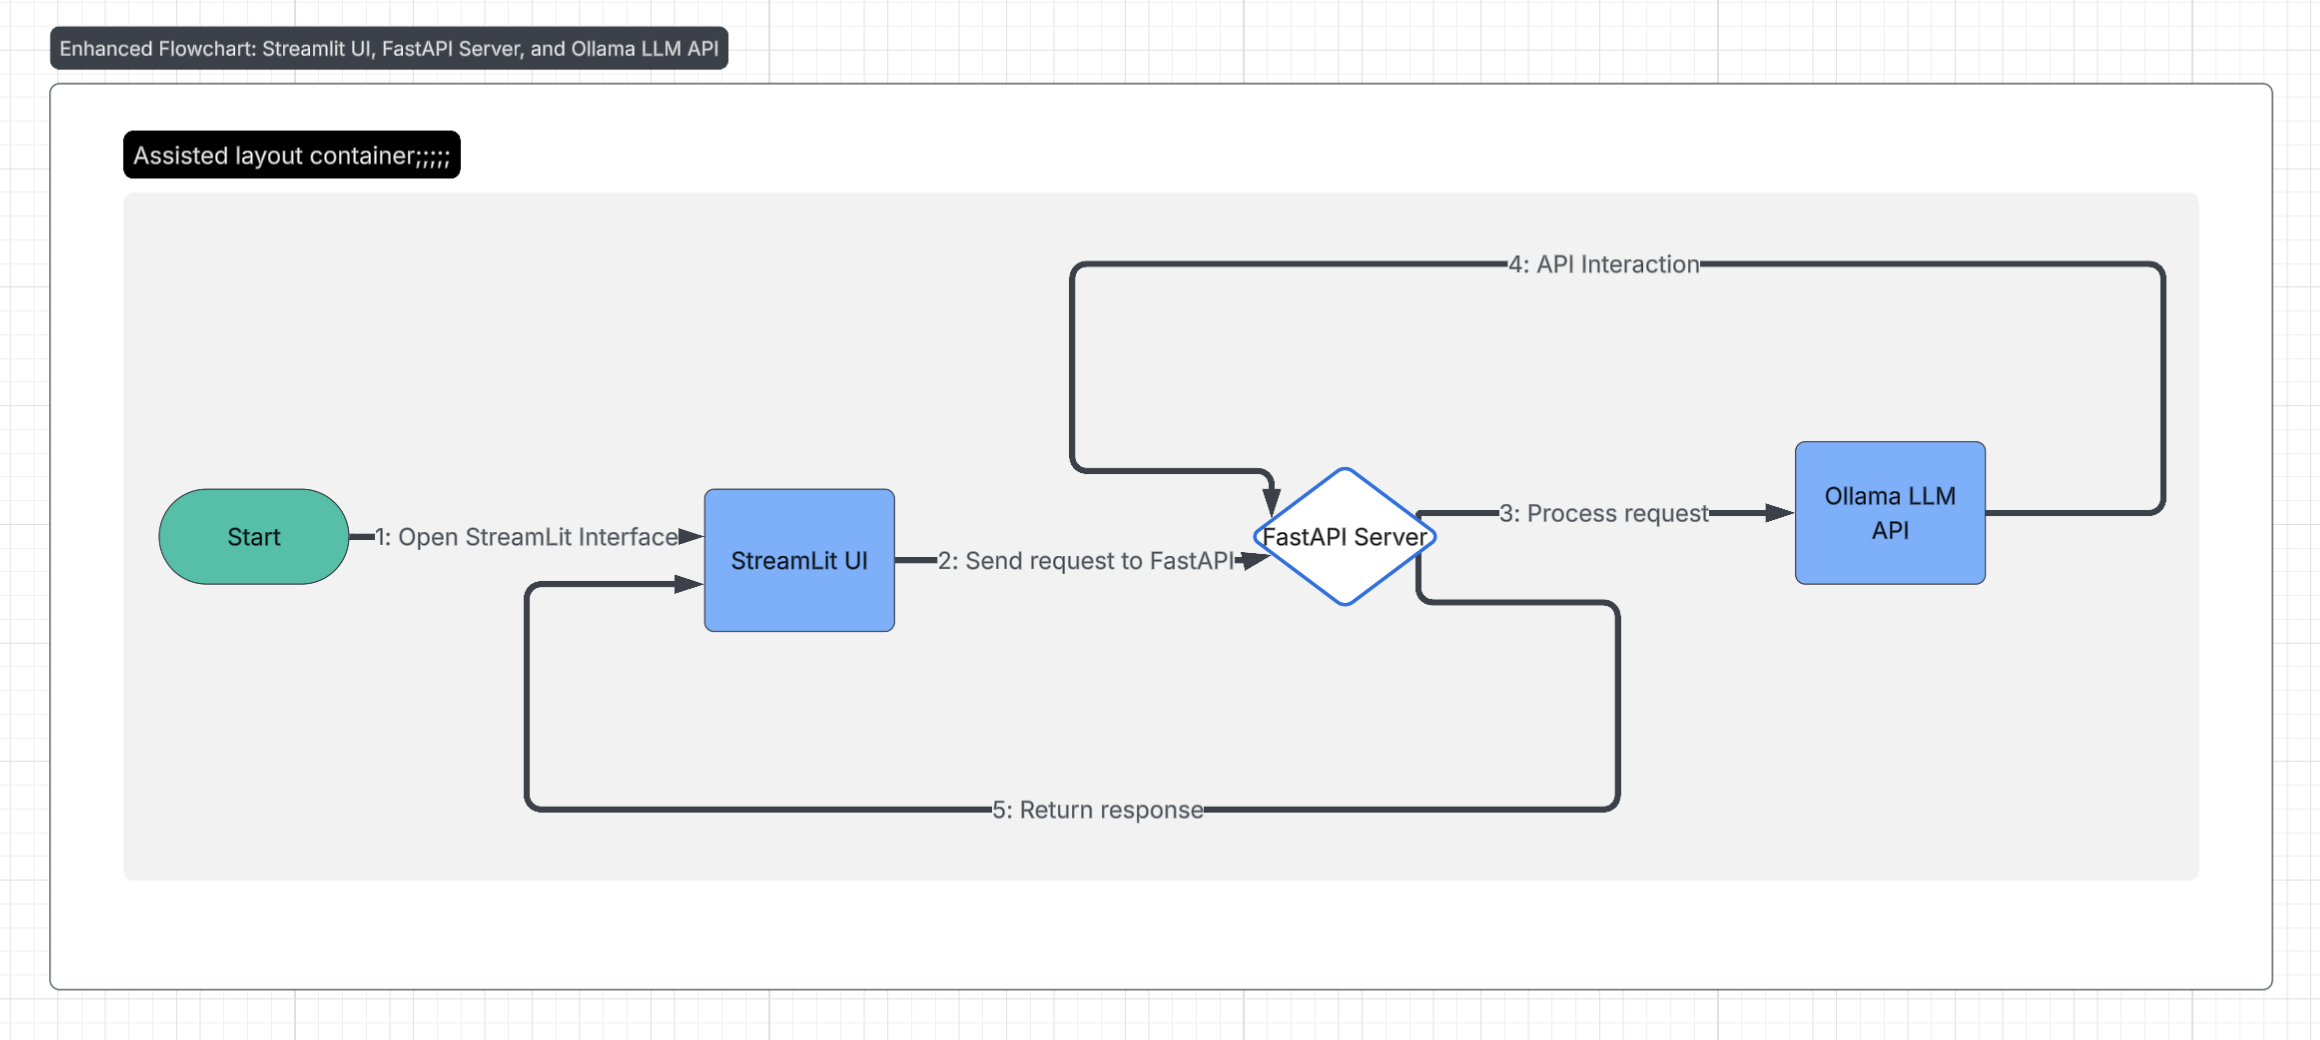 Enhanced Flowchart: Streamlit UI, FastAPI Server, and Ollama LLM API
Assisted layout container;;;;;
4: API Interaction
Start
1: Open StreamLit Interface
StreamLit UI
2: Send request to FastAPI
FastAPI Server
3: Process request
Ollama LLM
API
5: Return response